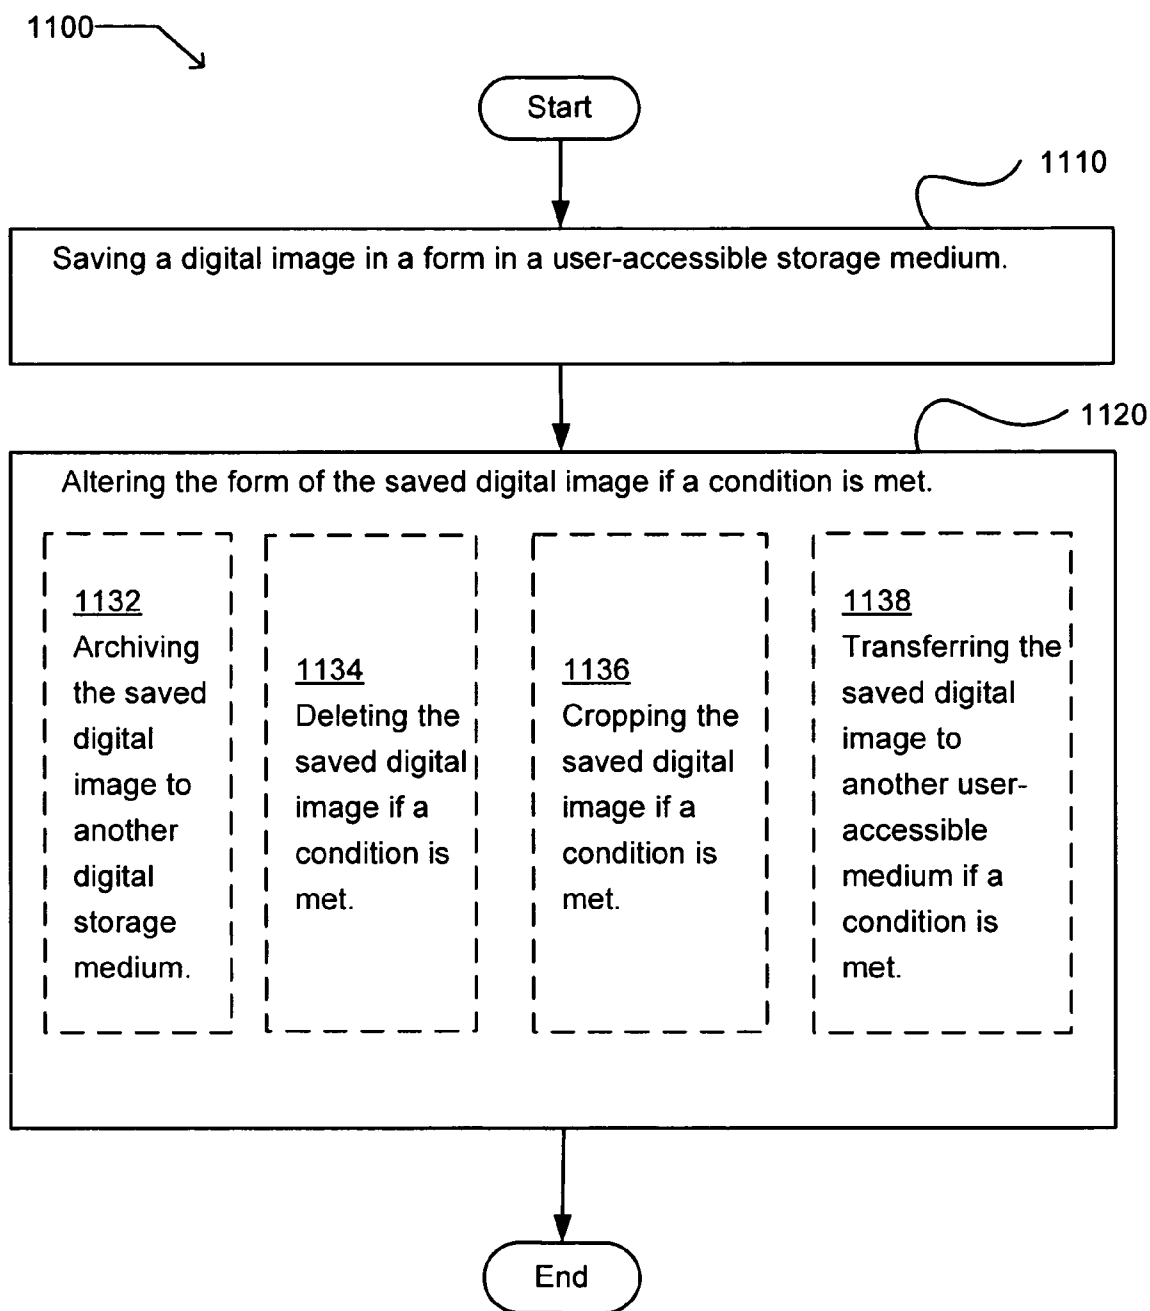 1100
Start
1110
Saving a digital image in a form in a user-accessible storage medium.
1120
Altering the form of the saved digital image if a condition is met.
1132
Archiving
the saved
digital
image to
another
digital
storage
medium.
1134
Deleting the
saved digital
image if a
condition is
met.
1136
Cropping the
saved digital
image if a
condition is
met.
1138
Transferring the
saved digital
image to
another user-
accessible
medium if a
condition is
met.
End